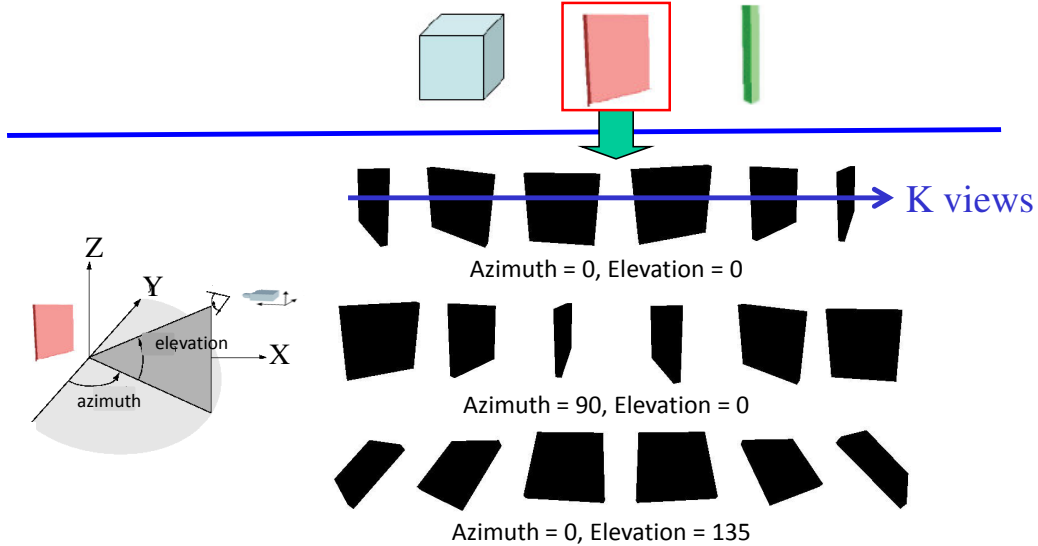 K views
Azimuth = 0, Elevation = 0
Z
Y
elevation
X
azimuth
Azimuth = 90, Elevation = 0
Azimuth = 0, Elevation = 135